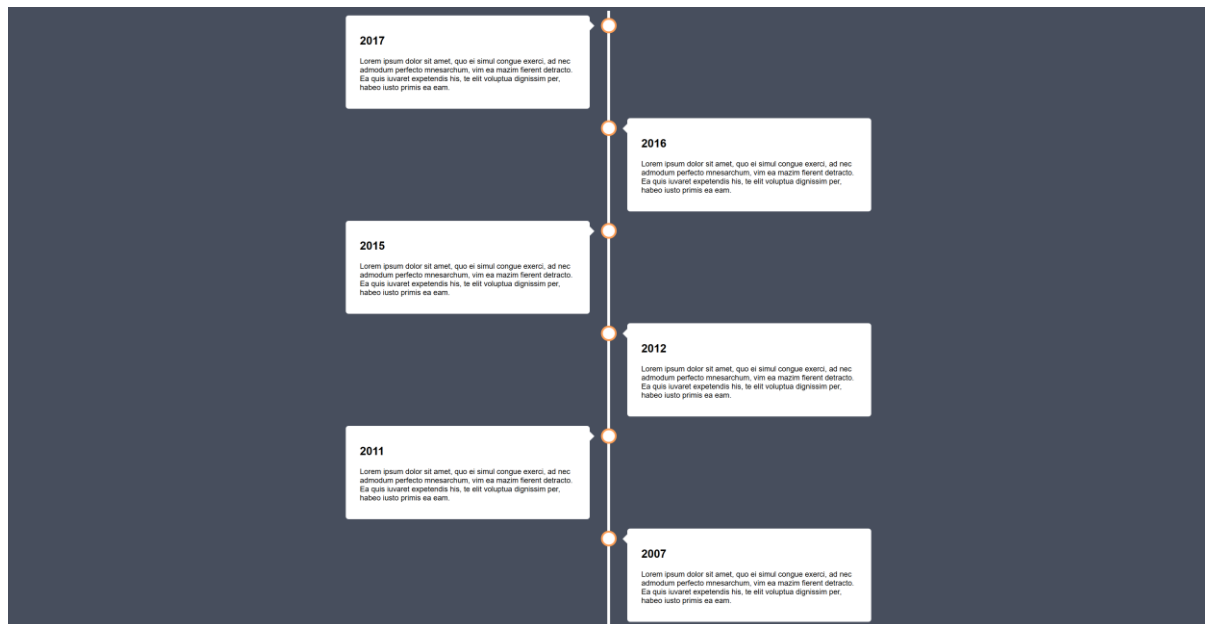 2017
Lorem ipsum dolor sit amet, quo ei simul congue exerci, ad nec
admodum perfecto mnesarchum, vim ea mazim fierent detracto.
Ea quis iuvaret expetendis his, te elit voluptua dignissim per,
habeo iusto primis ea eam.
2016
Lorem ipsum dolor sit amet, quo ei simul congue exerci, ad nec
admodum perfecto mnesarchum, vim ea mazim fierent detracto.
Ea quis iuvaret expetendis his, te elit voluptua dignissim per,
habeo iusto primis ea eam.
2015
Lorem ipsum dolor sit amet, quo ei simul congue exerci, ad nec
admodum perfecto mnesarchum, vim ea mazim fierent detracto.
Ea quis iuvaret expetendis his, te elit voluptua dignissim per,
habeo iusto primis ea eam.
2012
Lorem ipsum dolor sit amet, quo ei simul congue exerci, ad nec
admodum perfecto mnesarchum, vim ea mazim fierent detracto.
Ea quis iuvaret expetendis his, te elit voluptua dignissim per,
habeo iusto primis ea eam.
2011
Lorem ipsum dolor sit amet, quo ei simul congue exerci, ad nec
admodum perfecto mnesarchum, vim ea mazim fierent detracto.
Ea quis iuvaret expetendis his, te elit voluptua dignissim per,
habeo iusto primis ea eam.
2007
Lorem ipsum dolor sit amet, quo ei simul congue exerci, ad nec
admodum perfecto mnesarchum, vim ea mazim fierent detracto.
Ea quis iuvaret expetendis his, te elit voluptua dignissim per,
habeo iusto primis ea eam.